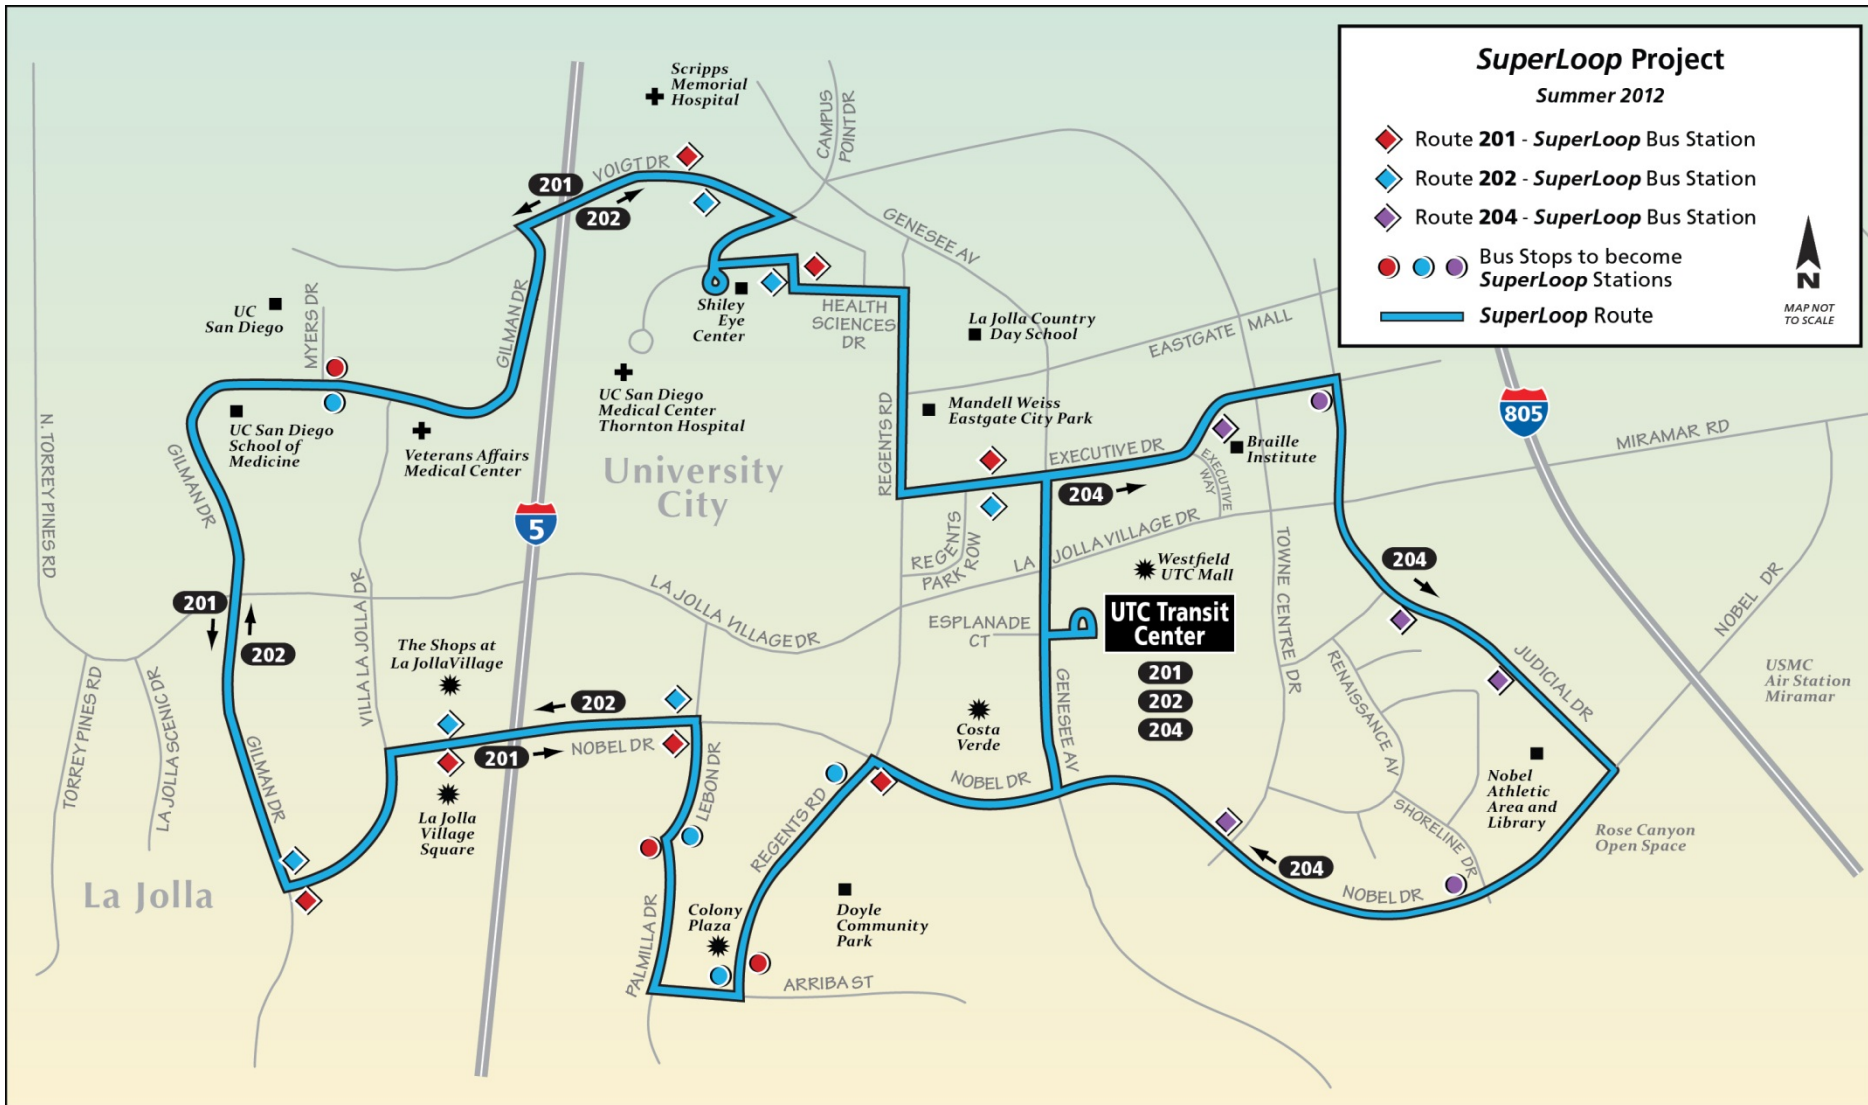 SuperLoop Project
Summer 2012
Route 201 - SuperLoop Bus Station
Route 202 - SuperLoop Bus Station
Route 204 - SuperLoop Bus Station
Bus Stops to become
SuperLoop Stations
SuperLoop Route
N
MAP NOT
TO SCALE
Scripps
Memorial
Hospital
CAMPUS
POINT DR
VOIGT DR
201
202
GENESEE AV
UC
San Diego
MYERS DR
GILMAN DR
Shiley
Eye
Center
HEALTH
SCIENCES
DR
La Jolla Country
Day School
EASTGATE MALL
UC San Diego
School of
Medicine
Veterans Affairs
Medical Center
UC San Diego
Medical Center
Thornton Hospital
REGENTS RD
Mandell Weiss
Eastgate City Park
805
MIRAMAR RD
N. TORREY PINES RD
GILMAN DR
University
City
5
EXECUTIVE DR
204
EXECUTIVE
WAY
Braille
Institute
REGENTS
PARK ROW
LA JOLLA VILLAGE DR
Westfield
UTC Mall
TOWNE CENTRE DR
204
NOBEL DR
201
202
VILLA LA JOLLA DR
LA JOLLA VILLAGE DR
ESPLANADE
CT
UTC Transit
Center
201
202
204
RENAISSANCE AV
JUDICIAL DR
USMC
Air Station
Miramar
TORREY PINES RD
LA JOLLA SCENIC DR
The Shops at
La JollaVillage
202
201
NOBEL DR
LEBON DR
Costa
Verde
GENESEE AV
NOBEL DR
GILMAN DR
La Jolla
Village
Square
REGENTS RD
Nobel
Athletic
Area and
Library
SHORELINE DR
Rose Canyon
Open Space
204
NOBEL DR
La Jolla
PALMILLA DR
Colony
Plaza
Doyle
Community
Park
ARRIBA ST